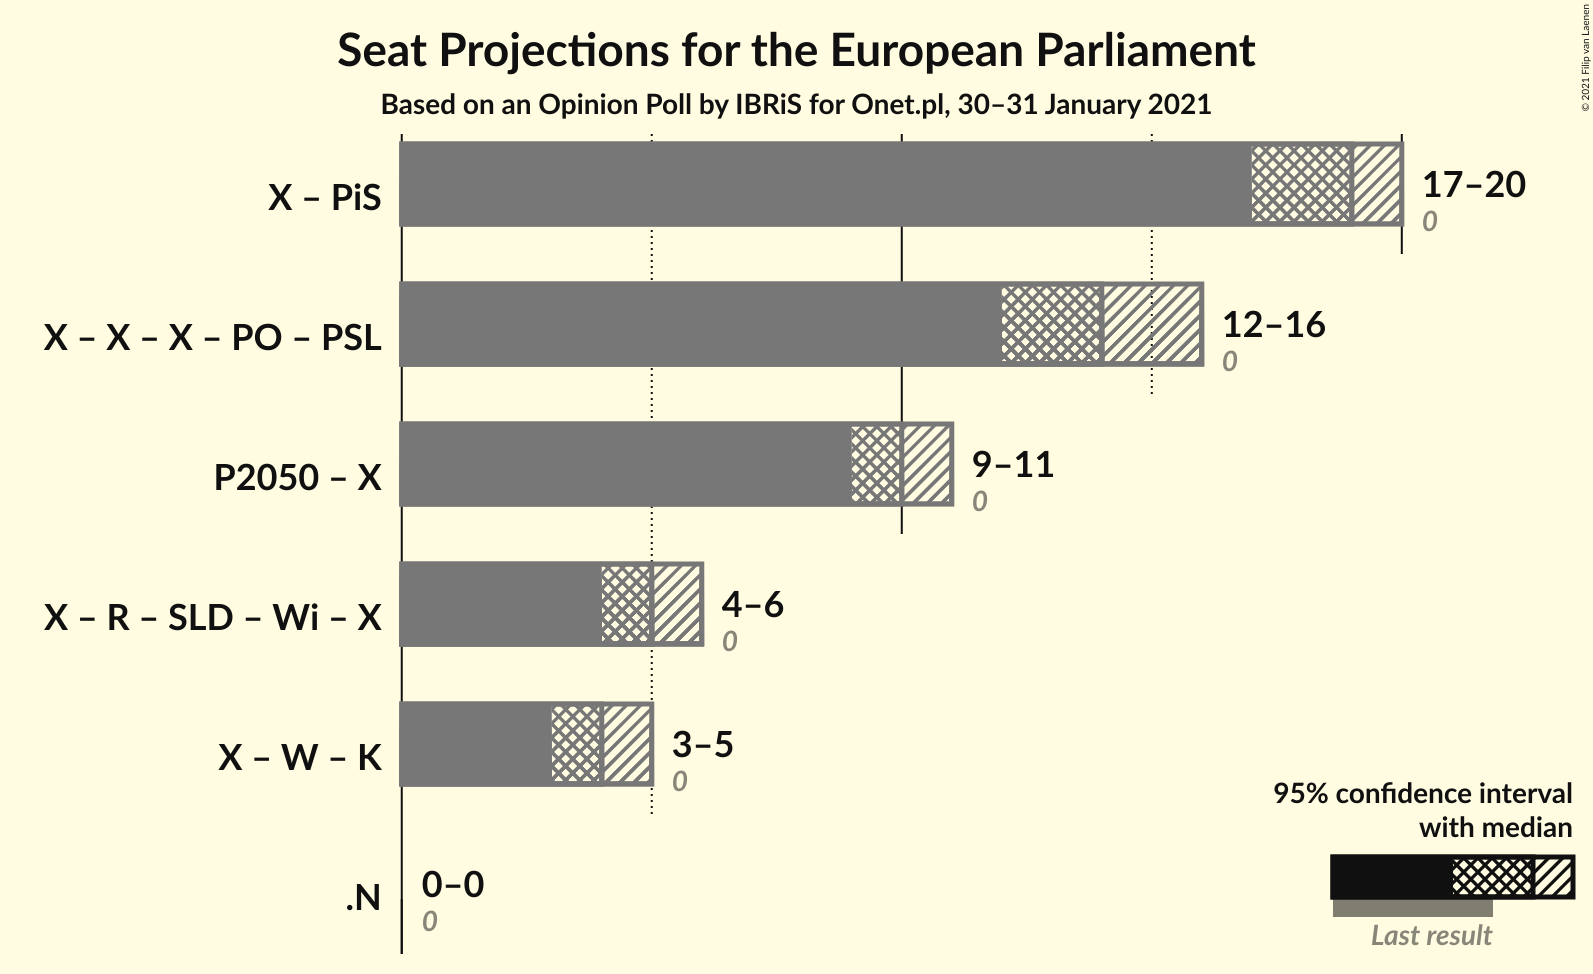 Seat Projections for the European Parliament
Based on an Opinion Poll by IBRiS for Onet.pl, 30–31 January 2021
© 2021 Filip van Laenen
X – PiS
17–20
0
X – X – X – PO – PSL
12–16
0
P2050 – X
9–11
0
X – R – SLD – Wi – X
4–6
0
X – W – K
3–5
0
.N
0–0
0
95% confidence interval
with median
Last result